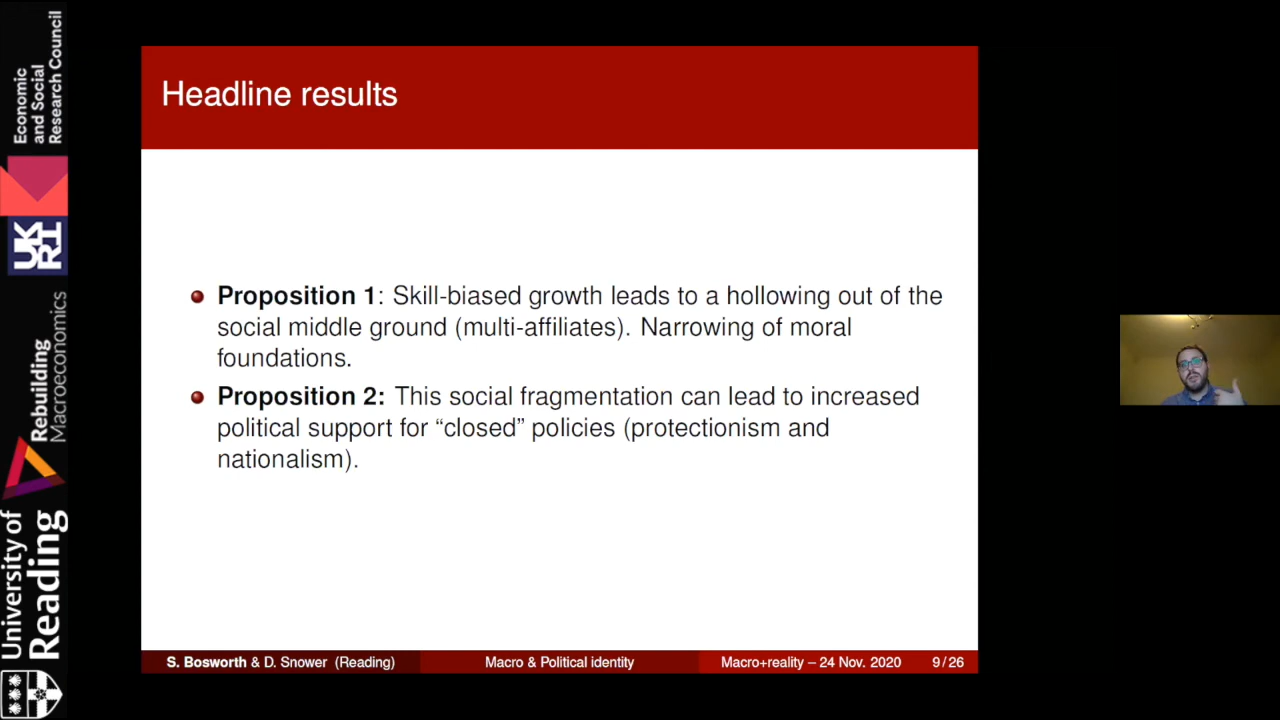 Economic
and Social
Research Council
UK
RI
Rebuilding
Macroeconomics
University of
Reading
Headline results
Proposition 1: Skill-biased growth leads to a hollowing out of the
social middle ground (multi-affiliates). Narrowing of moral
foundations.
Proposition 2: This social fragmentation can lead to increased
political support for “closed” policies (protectionism and
nationalism).
S. Bosworth & D. Snower (Reading)
Macro & Political identity
Macro+reality – 24 Nov. 2020
9/26